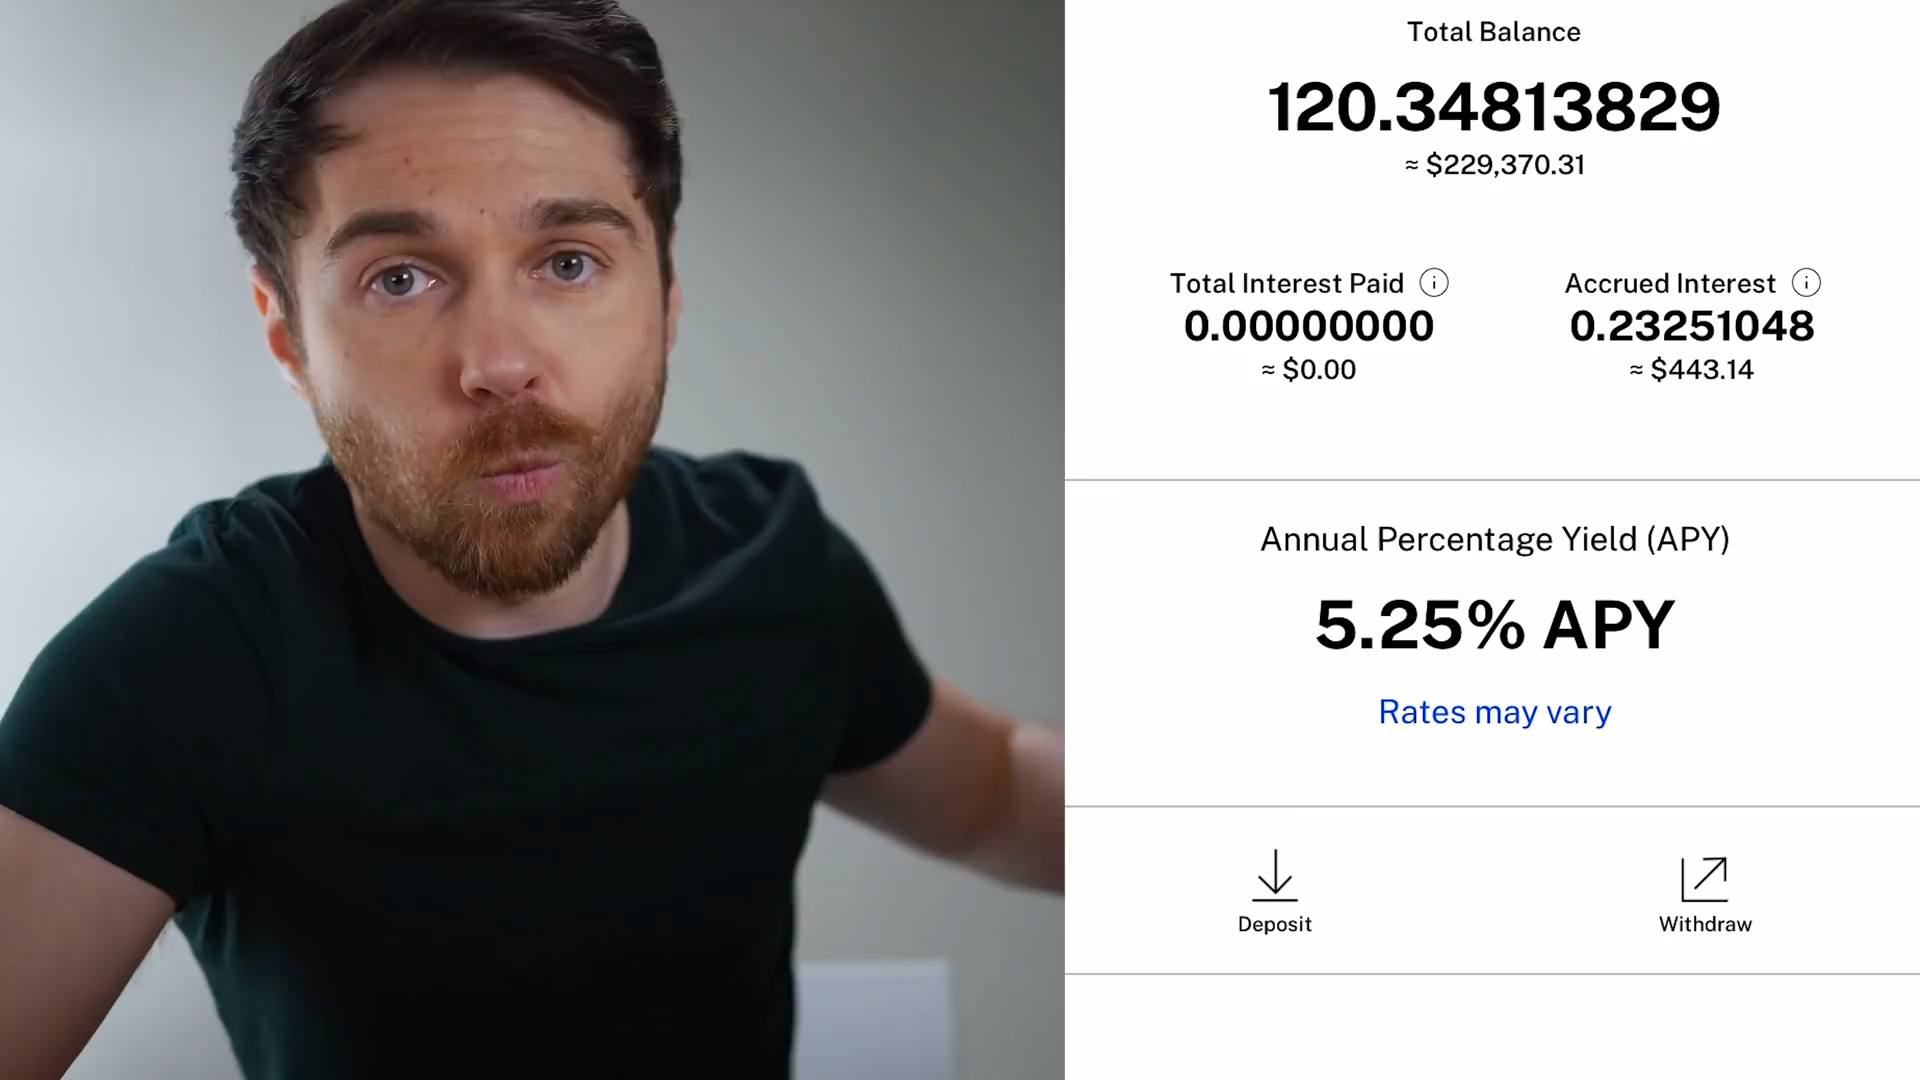 Total Balance
120.34813829
≈ $229,370.31
Total Interest Paid
Accrued Interest
0.00000000
0.23251048
≈ $0.00
≈ $443.14
Annual Percentage Yield (APY)
5.25% APY
Rates may vary
Deposit
Withdraw